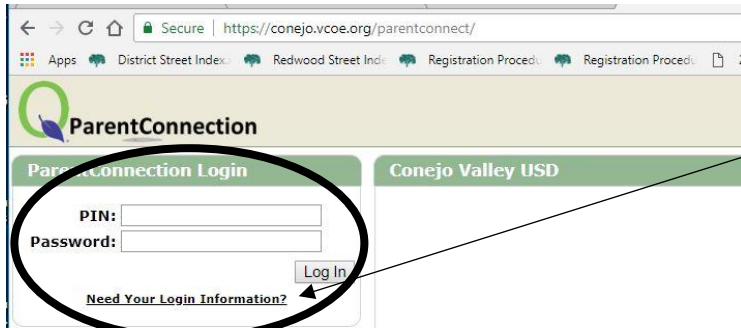 Secure | https://conejo.vcoe.org/parentconnect/
Apps District Street Index. Redwood Street Inde Registration Procedu Registration Procedu
ParentConnection
ParentConnection Login Conejo Valley USD
PIN:
Password:
Log In
Need Your Login Information?